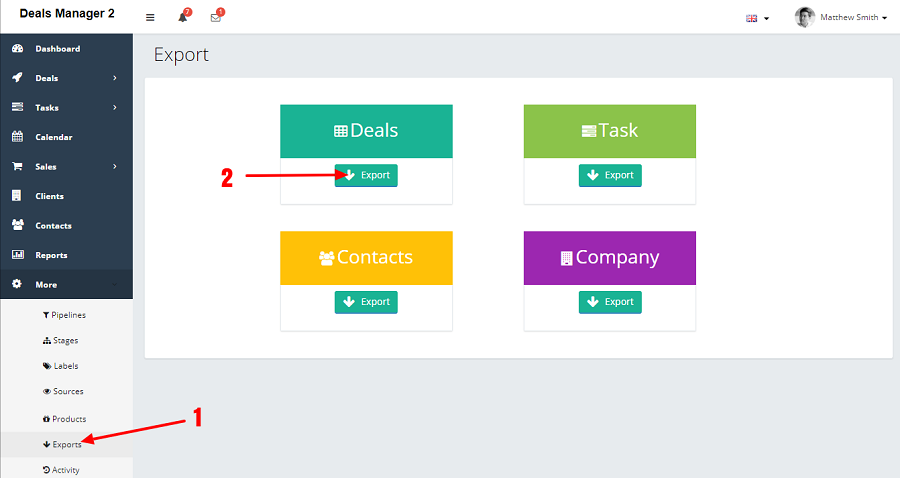 Deals Manager 2
7
1
Matthew Smith
Dashboard
Deals
Tasks
Calendar
Sales
Clients
Contacts
Reports
More
Pipelines
Stages
Labels
Sources
Products
Exports
Activity
1
Export
Deals
Export
2
Task
Export
Contacts
Export
Company
Export